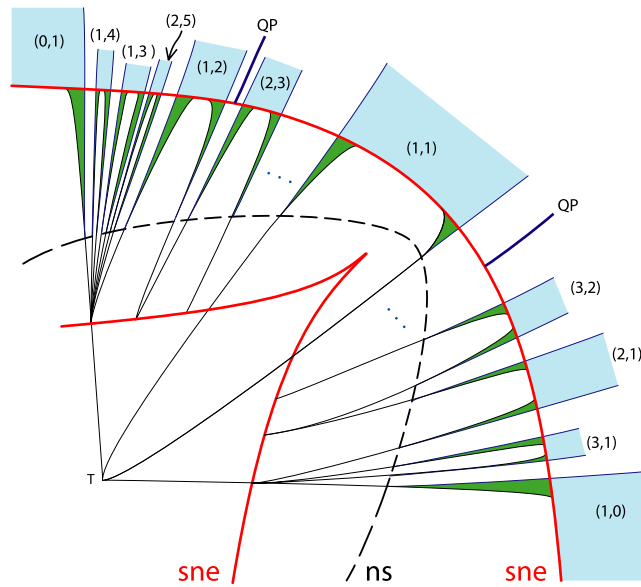 (2,5)
QP
(0,1)
(1,4)
(1,3)
(1,2)
(2,3)
(1,1)
QP
(3,2)
(2,1)
(3,1)
T
(1,0)
sne
ns
sne